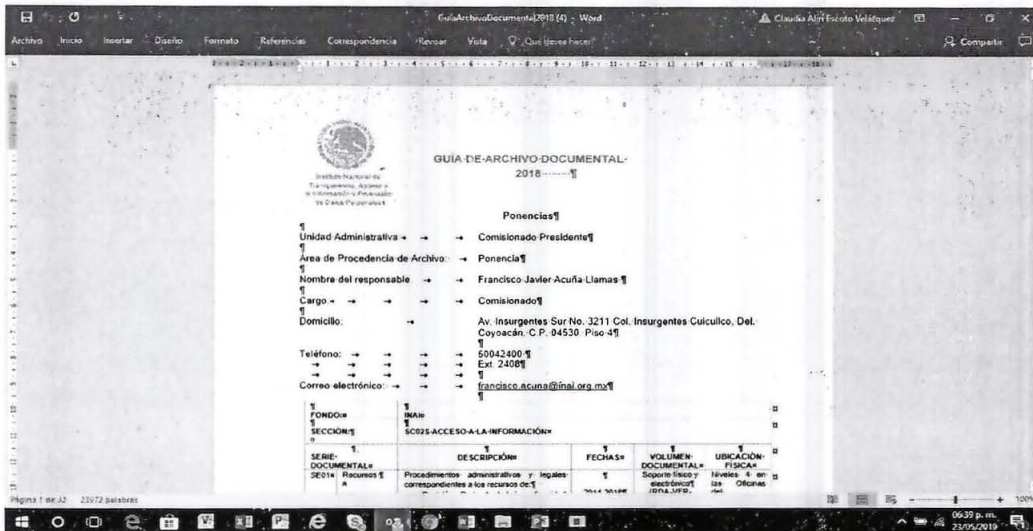 GuíaArchivoDocumental2018 (4) - Word
Claudia Alin Escoto Velázquez
Archivo Inicio Insertar Diseño Formato Referencias Correspondencia Revisar Vista ¿Qué desea hacer?
Compartir
Instituto Nacional de
Transparencia, Acceso a
la Información y Protección
de Datos Personales
GUÍA DE ARCHIVO DOCUMENTAL
2018
Ponencias
Unidad Administrativa Comisionado Presidente
Área de Procedencia de Archivo: Ponencia
Nombre del responsable Francisco Javier Acuña Llamas
Cargo Comisionado
Domicilio: Av. Insurgentes Sur No. 3211 Col. Insurgentes Cuicuilco, Del.
Coyoacán, C.P. 04530. Piso 4
Teléfono: 50042400
Ext. 2408
Correo electrónico: francisco.acuna@inai.org.mx
FONDO: INAI
SECCIÓN: SC02S ACCESO A LA INFORMACIÓN
SERIE DOCUMENTAL DESCRIPCIÓN FECHAS VOLUMEN DOCUMENTAL UBICACIÓN FÍSICA
SE01 Recursos Procedimientos administrativos y legales Soporte físico y Niveles 4 en
correspondientes a los recursos de: electrónico las Oficinas
Página 1 de 32 23972 palabras
100%
06:39 p. m.
23/05/2019